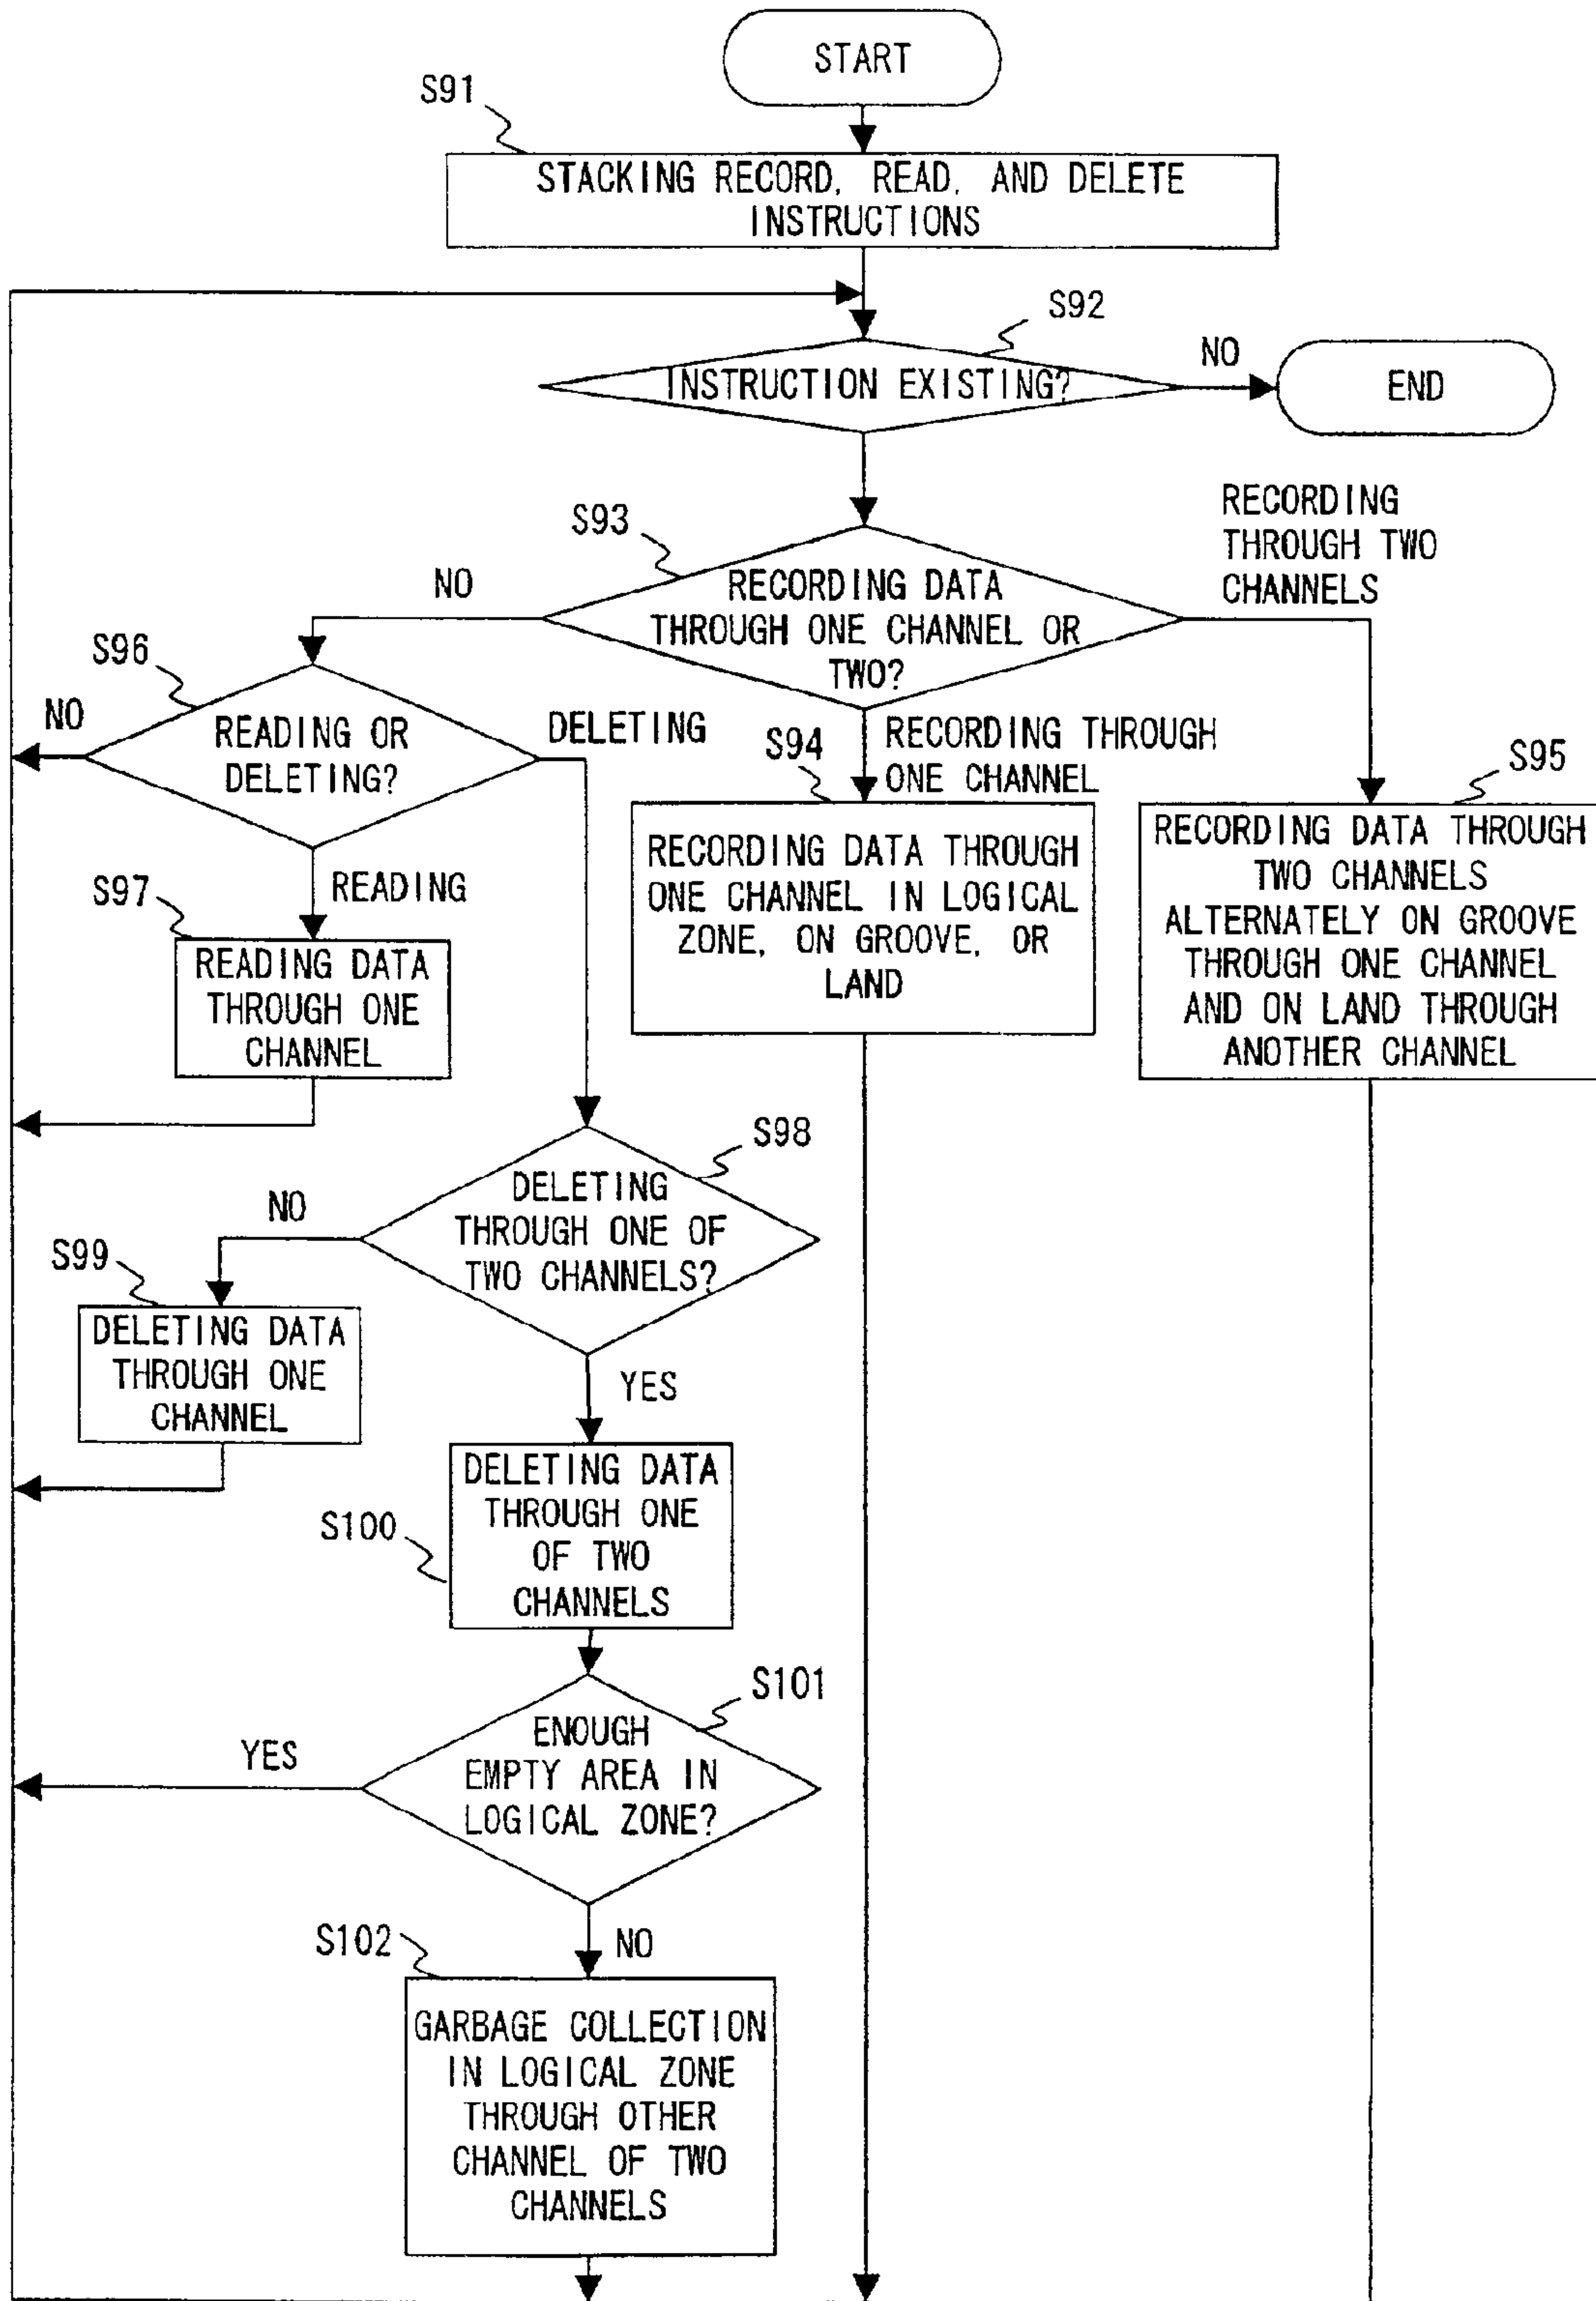 START
S91
STACKING RECORD, READ, AND DELETE
INSTRUCTIONS
S92
INSTRUCTION EXISTING?
NO
END
S93
RECORDING DATA
THROUGH ONE CHANNEL OR
TWO?
NO
RECORDING
THROUGH TWO
CHANNELS
S96
READING OR
DELETING?
NO
DELETING
S94
RECORDING THROUGH
ONE CHANNEL
S95
RECORDING DATA THROUGH
ONE CHANNEL IN LOGICAL
ZONE, ON GROOVE, OR
LAND
RECORDING DATA THROUGH
TWO CHANNELS
ALTERNATELY ON GROOVE
THROUGH ONE CHANNEL
AND ON LAND THROUGH
ANOTHER CHANNEL
READING
S97
READING DATA
THROUGH ONE
CHANNEL
S98
DELETING
THROUGH ONE OF
TWO CHANNELS?
NO
S99
DELETING DATA
THROUGH ONE
CHANNEL
YES
S100
DELETING DATA
THROUGH ONE
OF TWO
CHANNELS
S101
ENOUGH
EMPTY AREA IN
LOGICAL ZONE?
YES
NO
S102
GARBAGE COLLECTION
IN LOGICAL ZONE
THROUGH OTHER
CHANNEL OF TWO
CHANNELS